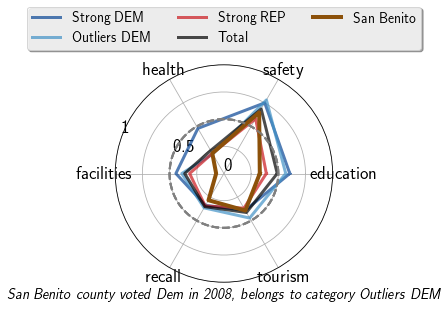 Strong DEM Strong REP San Benito
Outliers DEM Total
health safety
1
0.5
0
facilities education
recall tourism
San Benito county voted Dem in 2008, belongs to category Outliers DEM